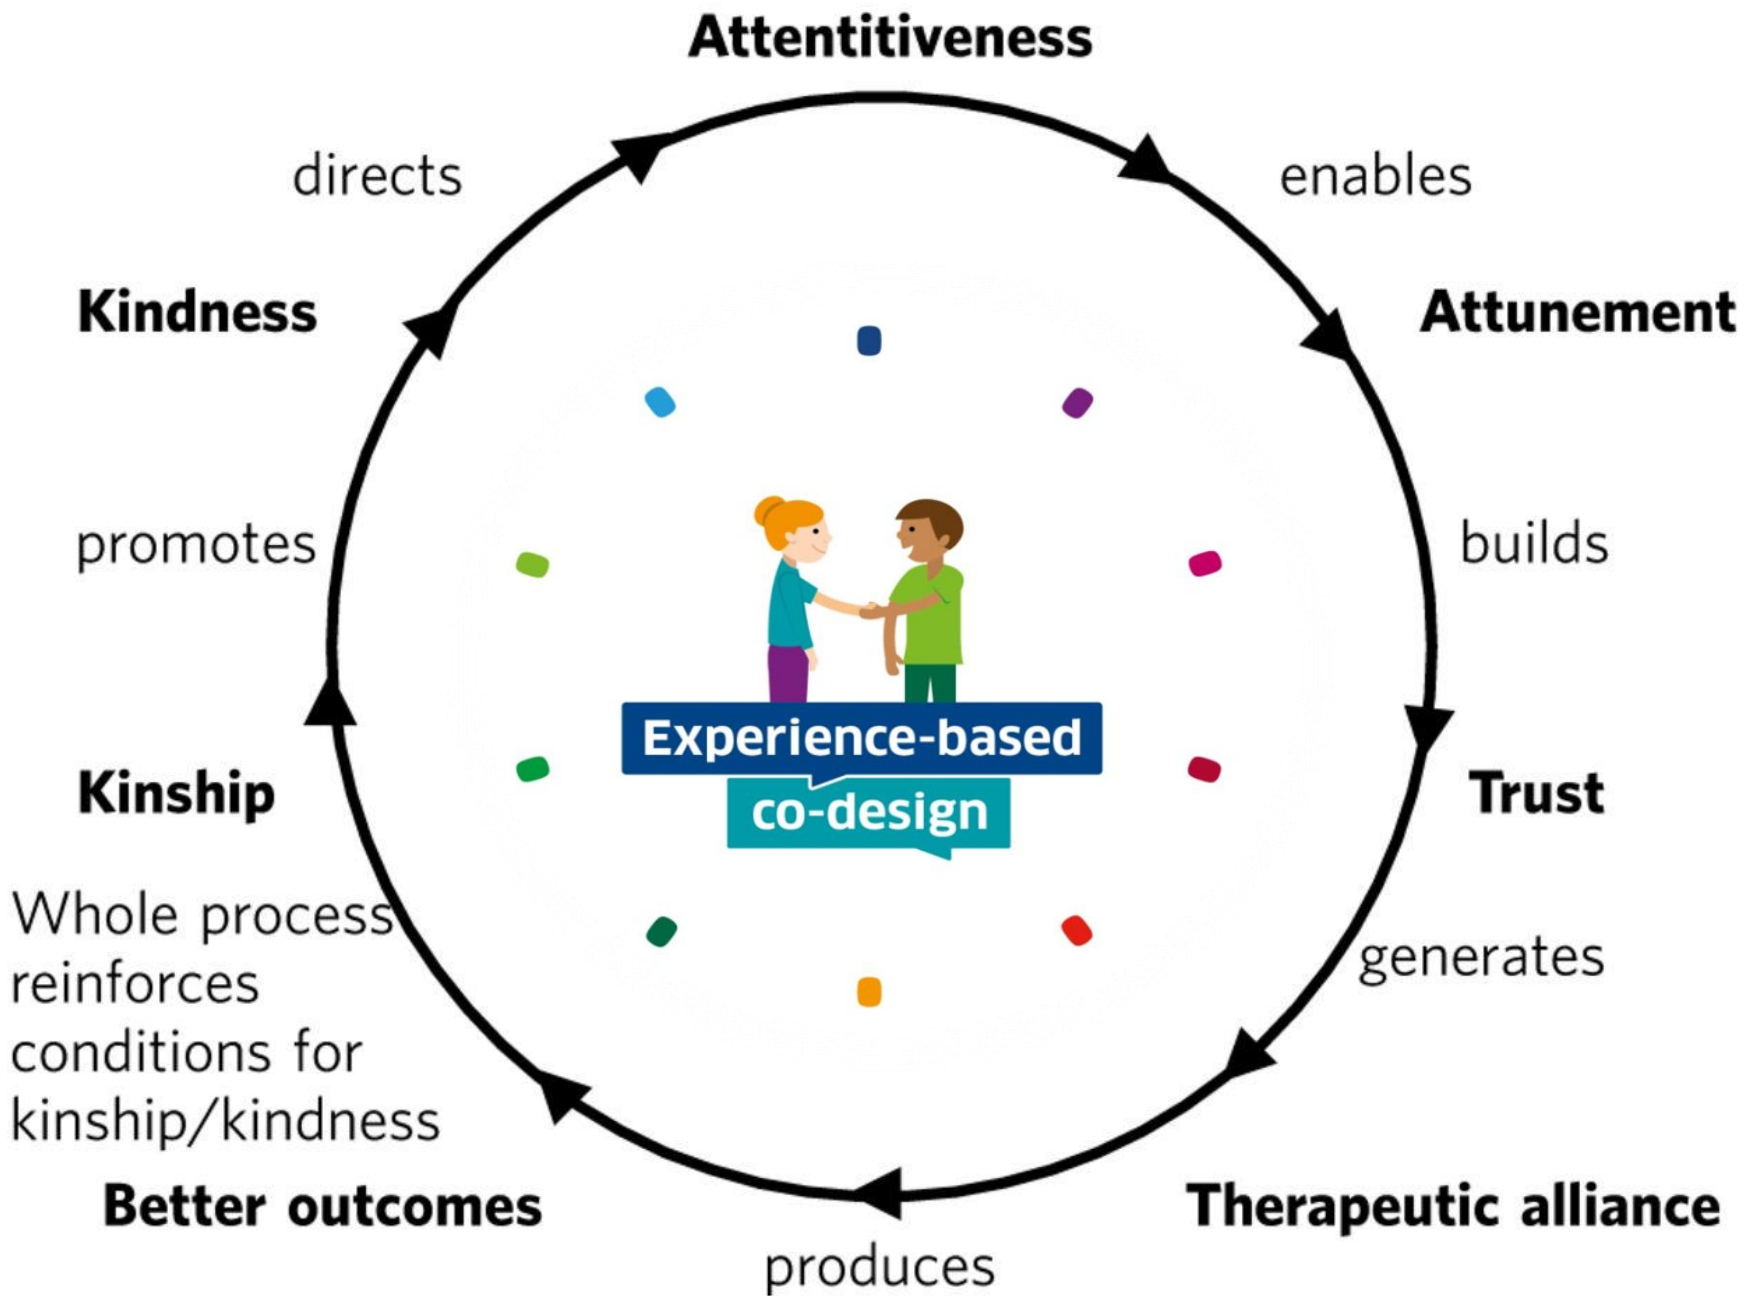 Attentitiveness
directs
enables
Kindness
Attunement
promotes
builds
Experience-based
co-design
Kinship
Trust
Whole process
reinforces
conditions for
kinship/kindness
generates
Better outcomes
Therapeutic alliance
produces